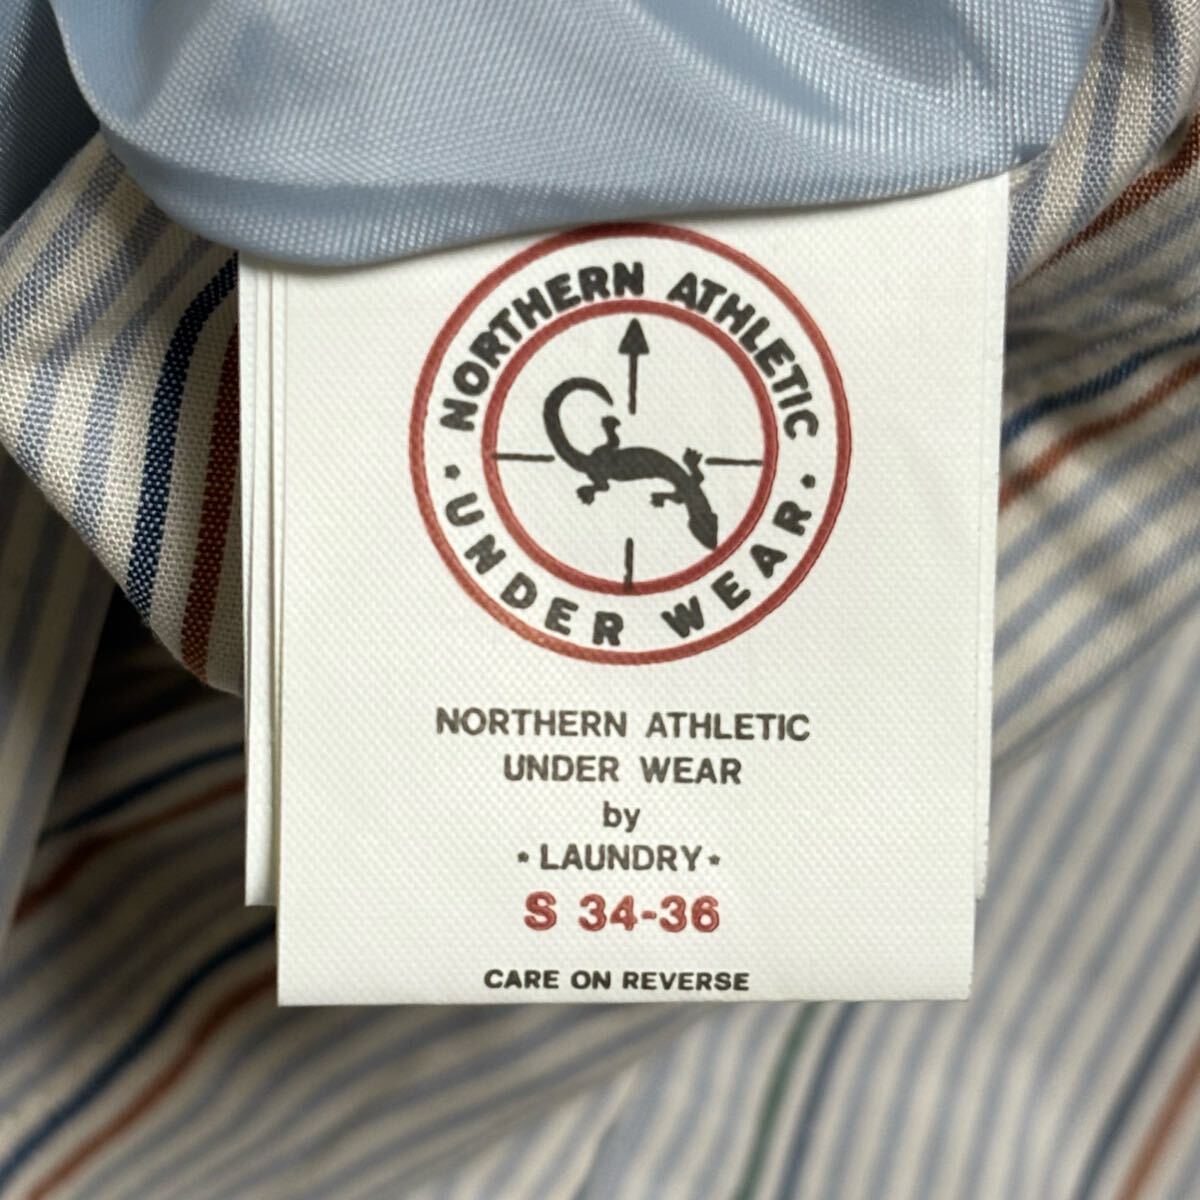 NORTHERN ATHLETIC
• UNDER WEAR •
NORTHERN ATHLETIC
UNDER WEAR
by
• LAUNDRY •
S 34-36
CARE ON REVERSE